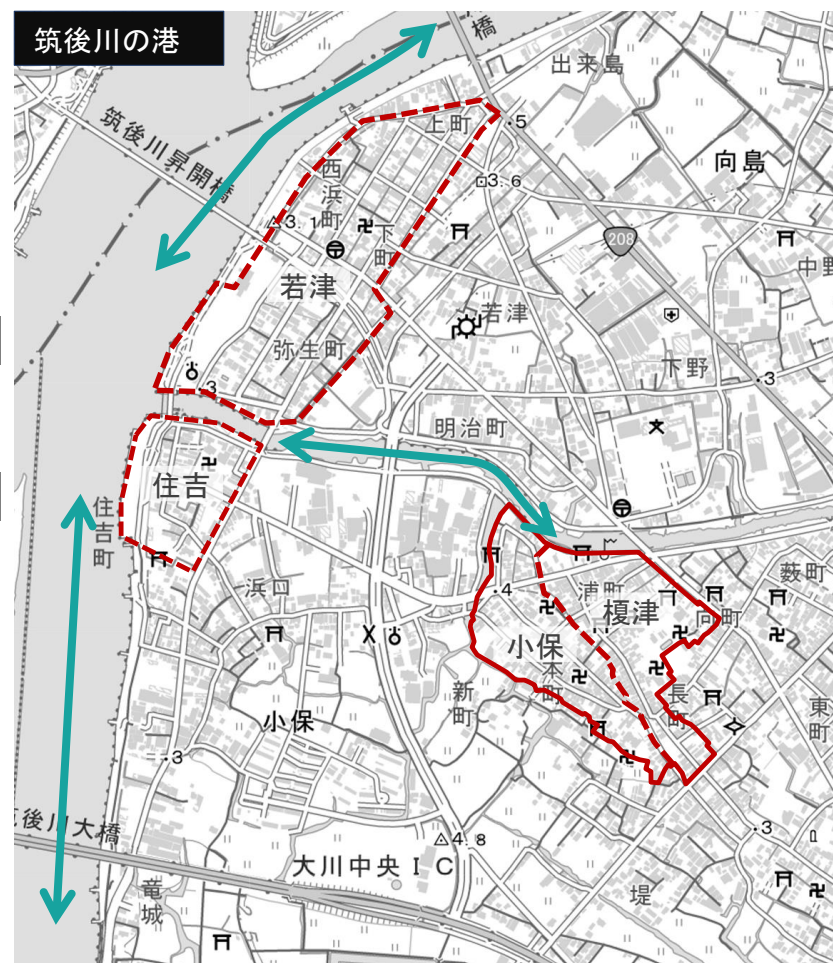 筑後川の港
橋
出来島
上町
.5
筑後川昇開橋
西浜町
3.6
向島
3.1
下町
208
中野
若津
若津
弥生町
下野
.3
.3
明治町
住吉
住吉町
浜口
.4
浦町
榎津
向町
藪町
小保
本町
新町
長町
東町
小保
.3
後川大橋
4.8
.3
大川中央IC
竜城
堤